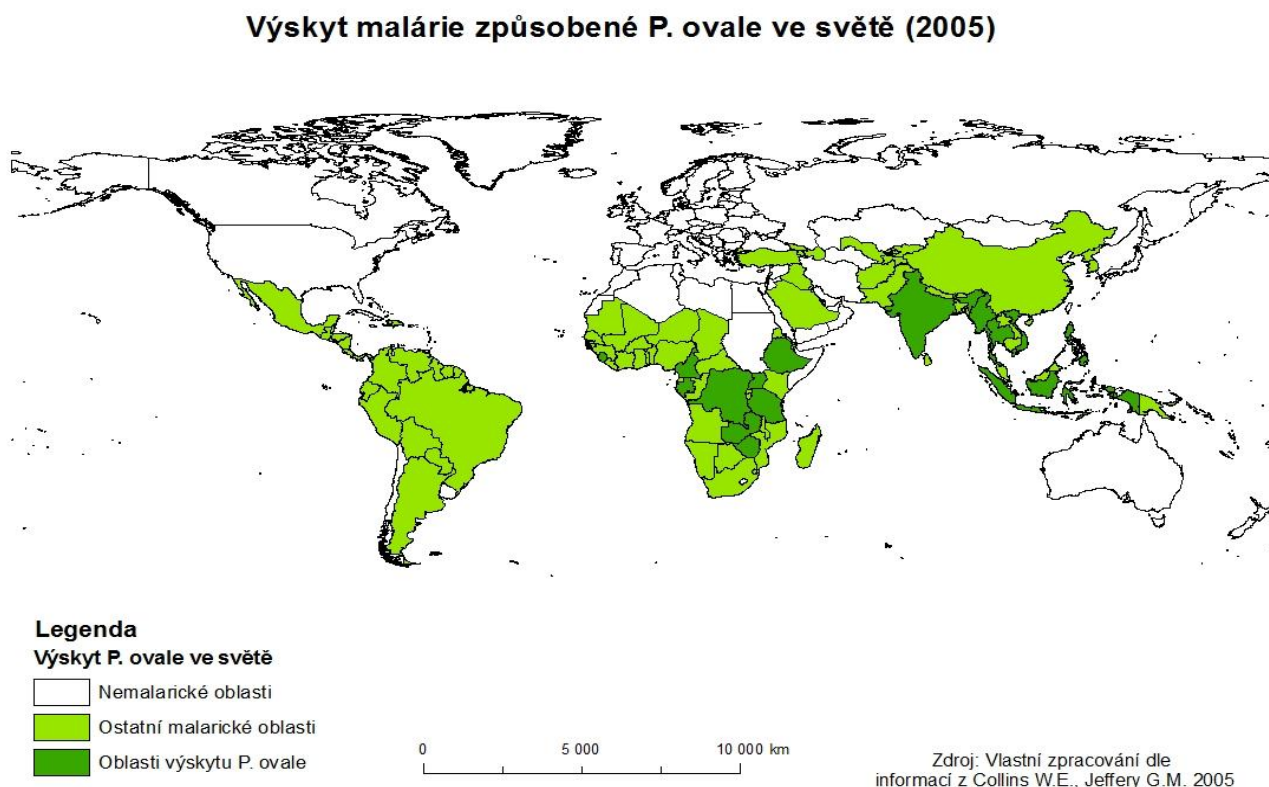 Výskyt malárie způsobené P. ovale ve světě (2005)
Legenda
Výskyt P. ovale ve světě
Nemalarické oblasti
Ostatní malarické oblasti
Oblasti výskytu P. ovale
0 5 000 10 000 km
Zdroj: Vlastní zpracování dle
informací z Collins W.E., Jeffery G.M. 2005